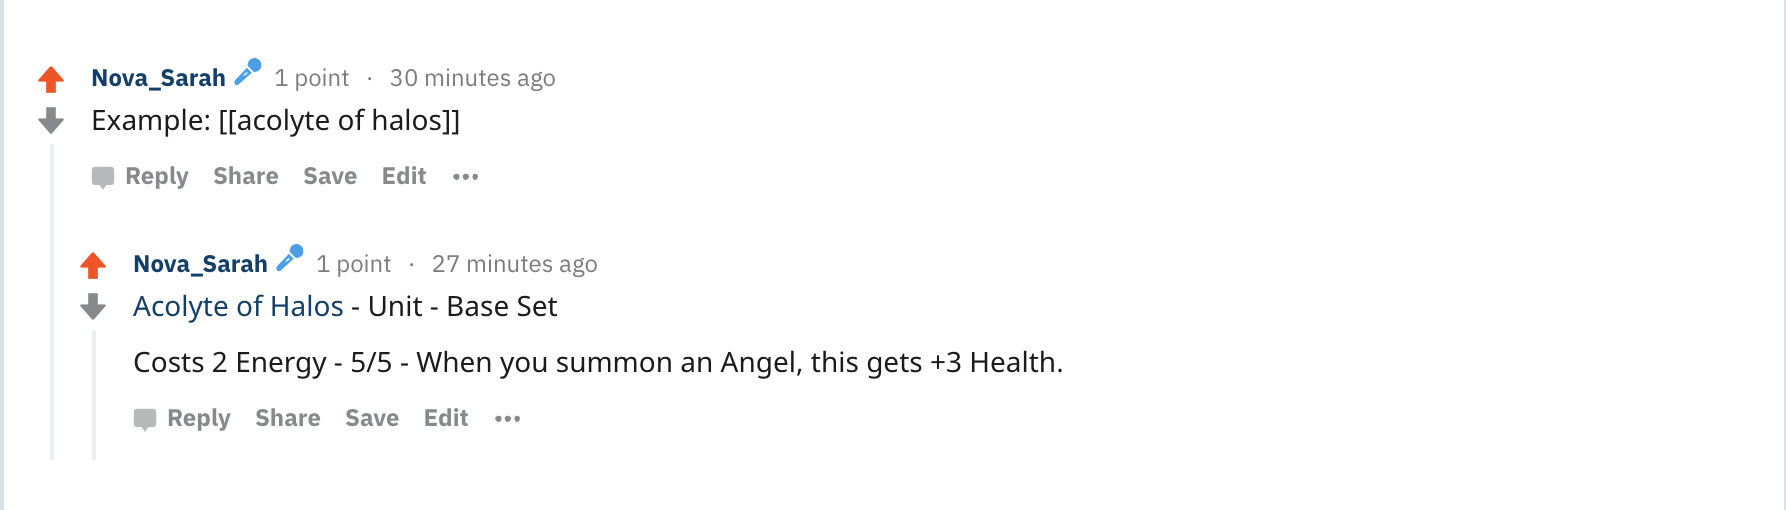 Nova_Sarah 1 point · 30 minutes ago
Example: [[acolyte of halos]]
Reply Share Save Edit •••
Nova_Sarah 1 point · 27 minutes ago
Acolyte of Halos - Unit - Base Set
Costs 2 Energy - 5/5 - When you summon an Angel, this gets +3 Health.
Reply Share Save Edit •••